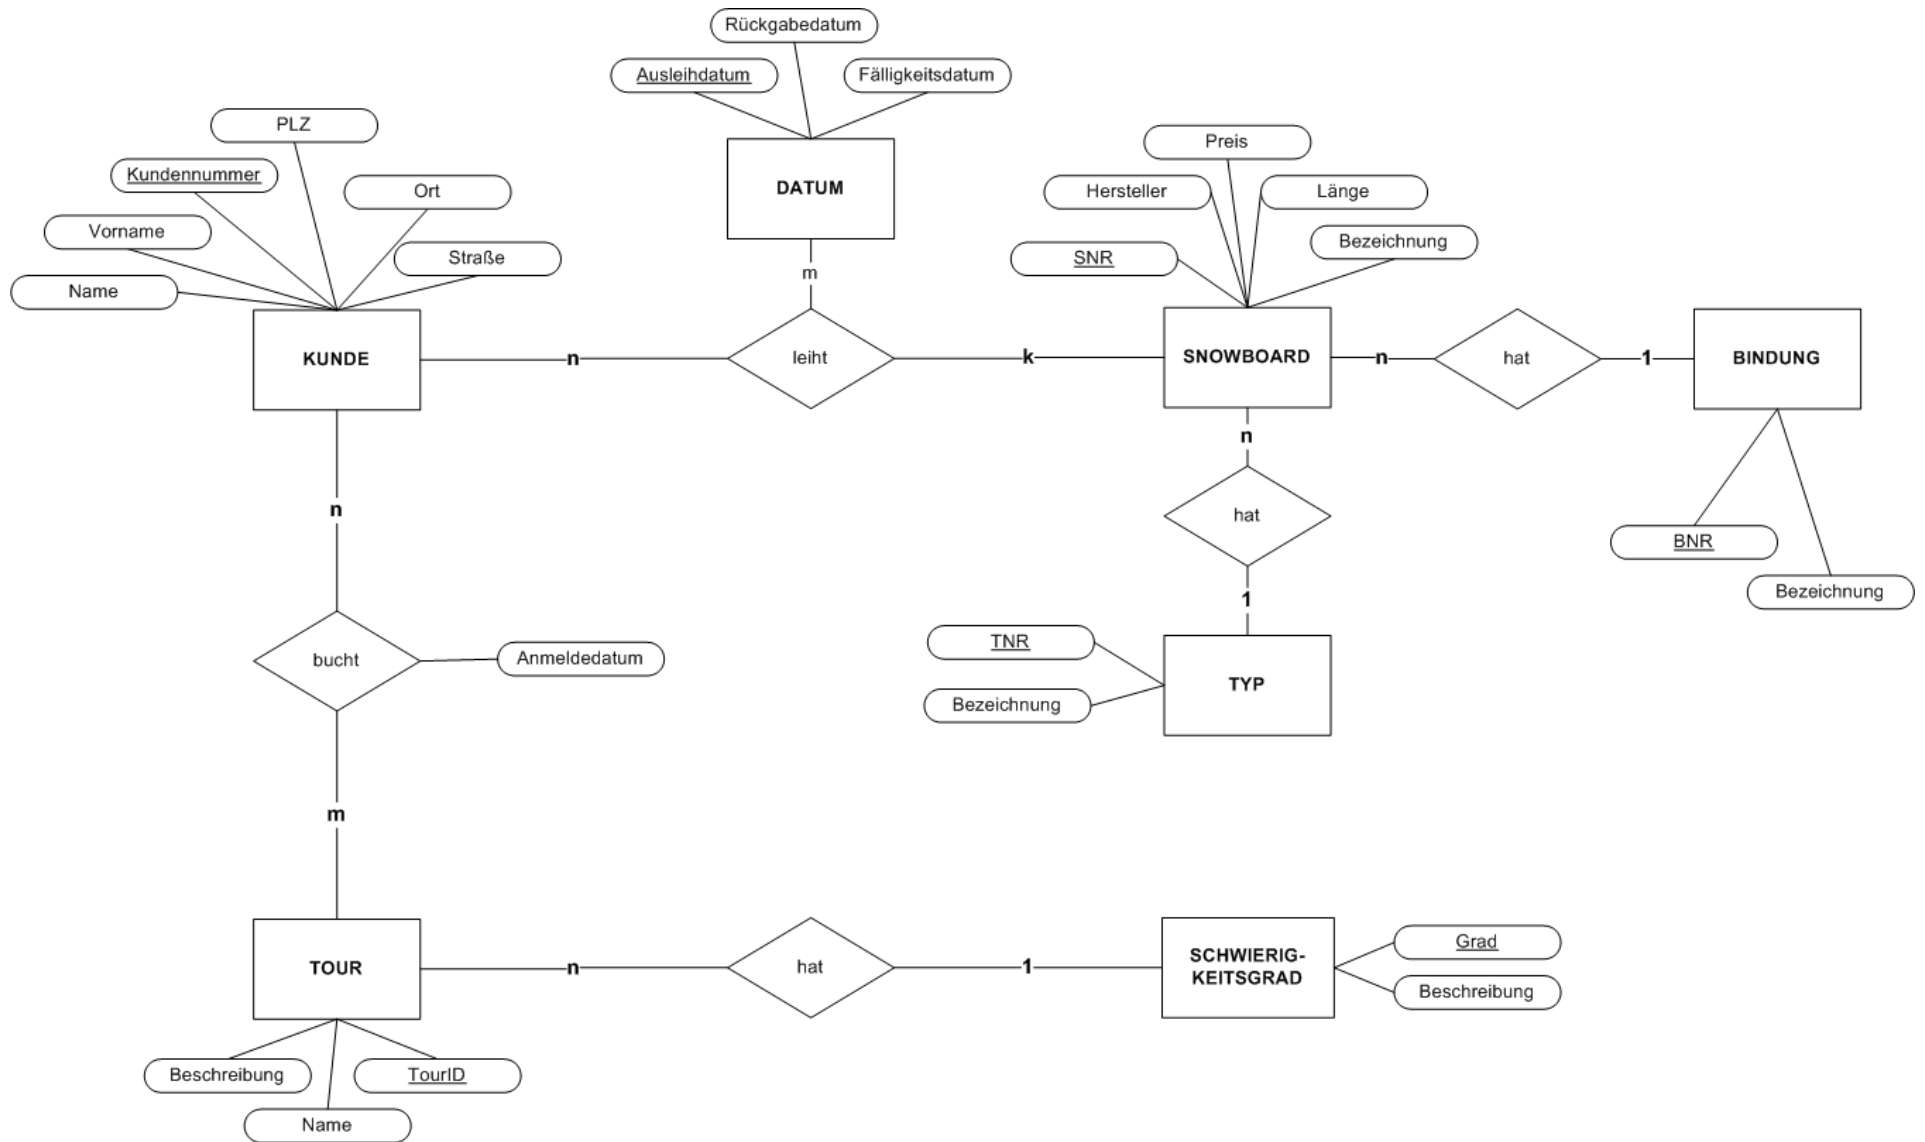 Rückgabedatum
Ausleihdatum
Fälligkeitsdatum
PLZ
Kundennummer
Ort
Vorname
Straße
Name
DATUM
Preis
Hersteller
Länge
SNR
Bezeichnung
m
KUNDE
n
leiht
k
SNOWBOARD
n
hat
1
BINDUNG
n
n
hat
BNR
Bezeichnung
1
bucht
Anmeldedatum
TNR
Bezeichnung
TYP
m
TOUR
n
hat
1
SCHWIERIG-
KEITSGRAD
Grad
Beschreibung
Beschreibung
TourID
Name